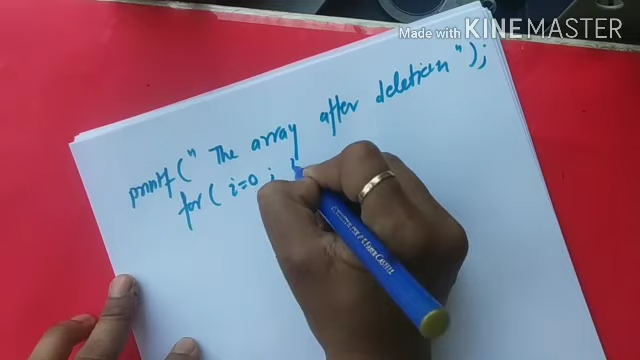 Made with KINEMASTER
printf(" The array after deletion");
for( i=0 ; i